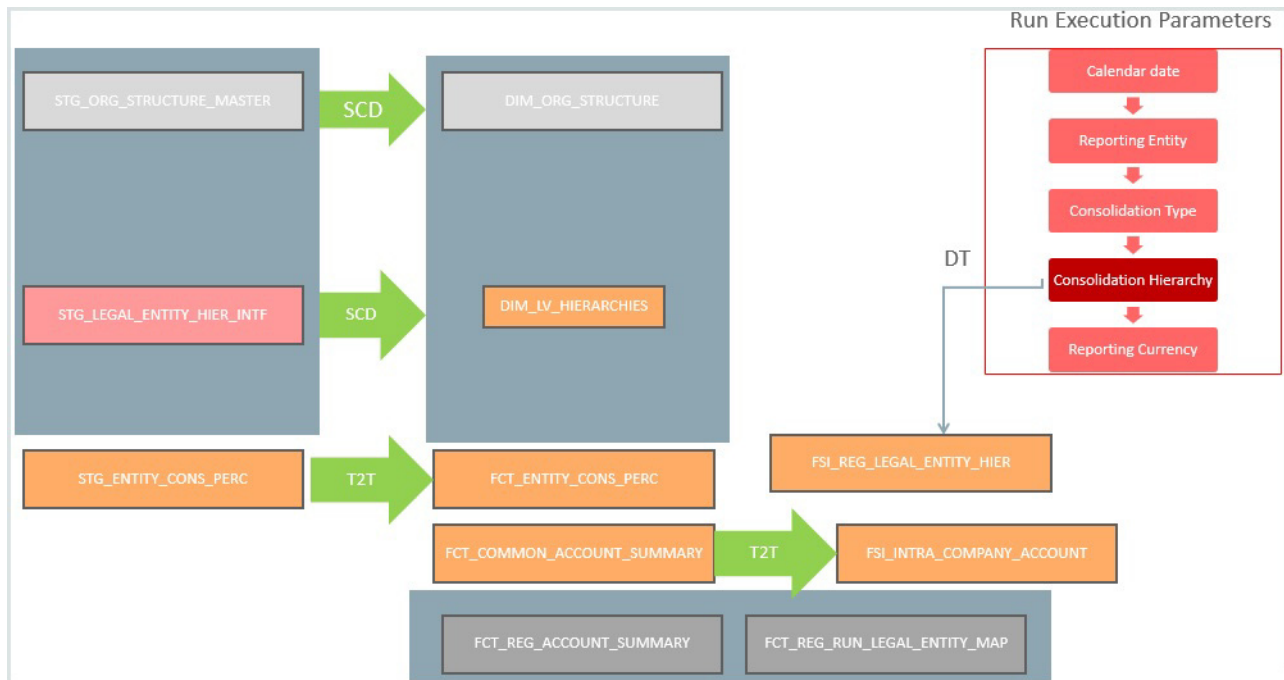 Run Execution Parameters
STG_ORG_STRUCTURE_MASTER
SCD
DIM_ORG_STRUCTURE
Calendar date
Reporting Entity
Consolidation Type
DT
Consolidation Hierarchy
STG_LEGAL_ENTITY_HIER_INTF
SCD
DIM_LV_HIERARCHIES
Reporting Currency
STG_ENTITY_CONS_PERC
T2T
FCT_ENTITY_CONS_PERC
FSI_REG_LEGAL_ENTITY_HIER
FCT_COMMON_ACCOUNT_SUMMARY
T2T
FSI_INTRA_COMPANY_ACCOUNT
FCT_REG_ACCOUNT_SUMMARY
FCT_REG_RUN_LEGAL_ENTITY_MAP